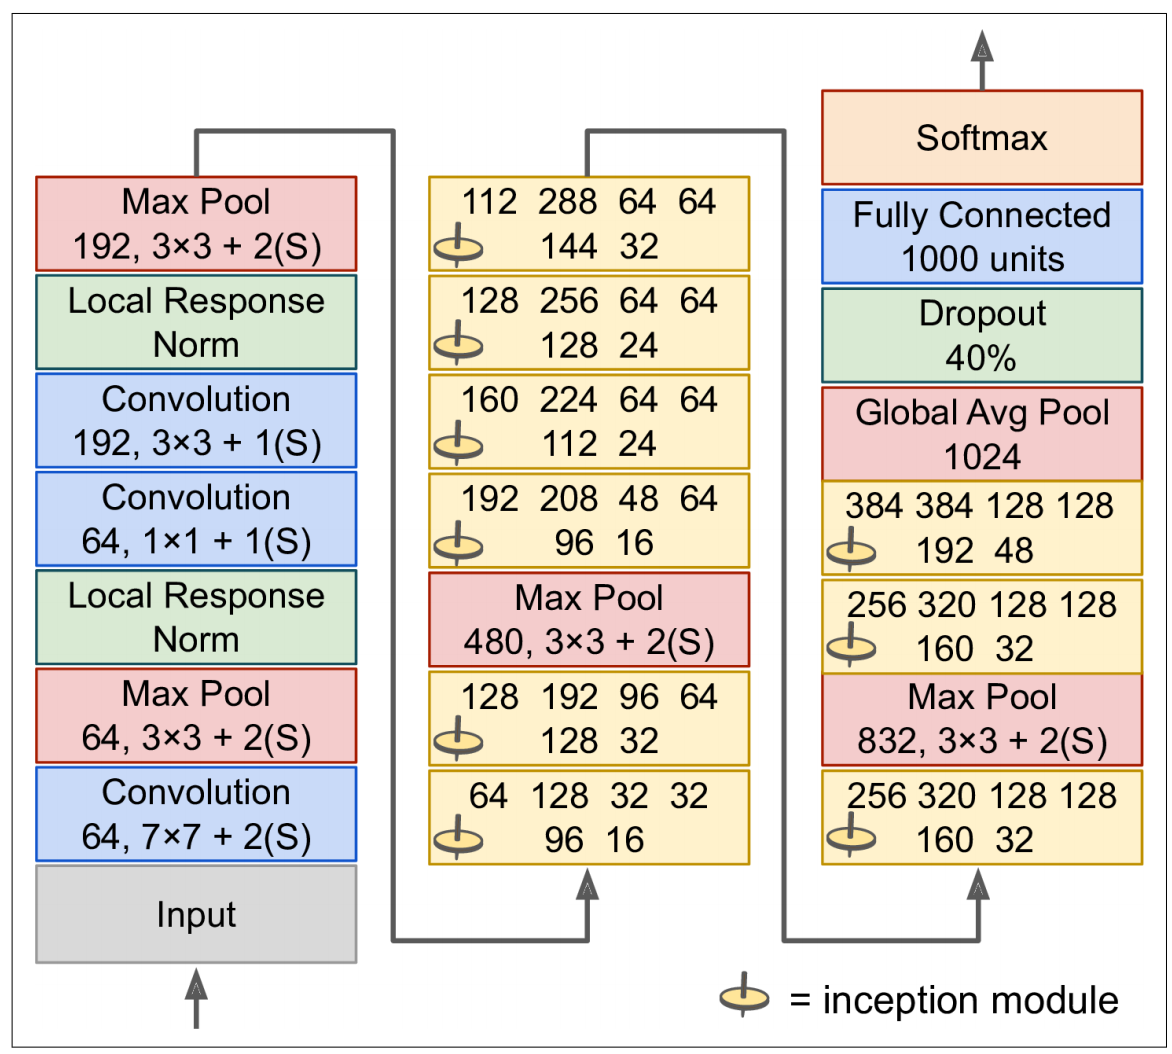 Max Pool
192, 3×3 + 2(S)
Local Response
Norm
Convolution
192, 3×3 + 1(S)
Convolution
64, 1×1 + 1(S)
Local Response
Norm
Max Pool
64, 3×3 + 2(S)
Convolution
64, 7×7 + 2(S)
Input
112 288 64 64
144 32
128 256 64 64
128 24
160 224 64 64
112 24
192 208 48 64
96 16
Max Pool
480, 3×3 + 2(S)
128 192 96 64
128 32
64 128 32 32
96 16
Softmax
Fully Connected
1000 units
Dropout
40%
Global Avg Pool
1024
384 384 128 128
192 48
256 320 128 128
160 32
Max Pool
832, 3×3 + 2(S)
256 320 128 128
160 32
= inception module